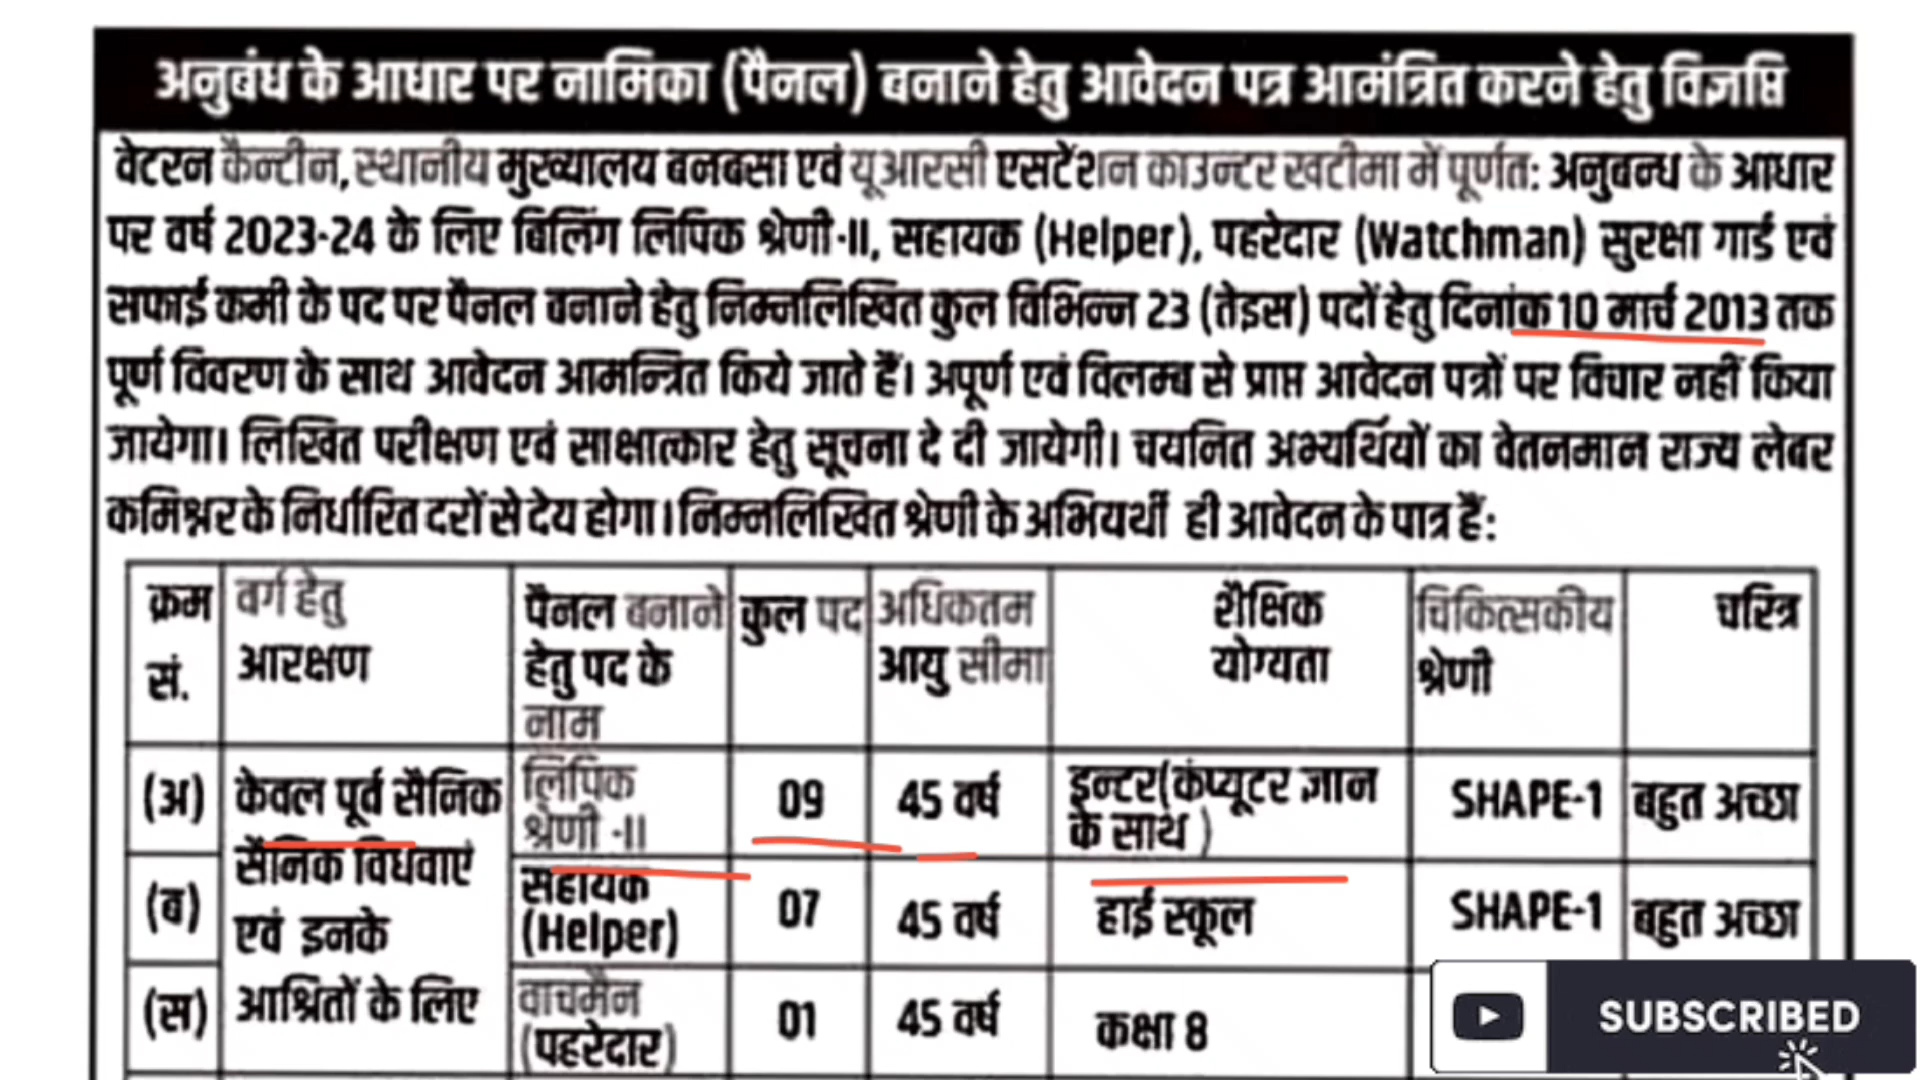 अनुबंध के आधार पर नामिका (पैनल) बनाने हेतु आवेदन पत्र आमंत्रित करने हेतु विज्ञप्ति
वेटरन कैन्टीन, स्थानीय मुख्यालय बनबसा एवं यूआरसी एसटेंशन काउन्टर खटीमा में पूर्णत: अनुबन्ध के आधार
पर वर्ष 2023-24 के लिए बिलिंग लिपिक श्रेणी-II, सहायक (Helper), पहरेदार (Watchman) सुरक्षा गार्ड एवं
सफाई कमी के पद पर पैनल बनाने हेतु निम्नलिखित कुल विभिन्न 23 (तेइस) पदों हेतु दिनांक 10 मार्च 2013 तक
पूर्ण विवरण के साथ आवेदन आमन्त्रित किये जाते हैं। अपूर्ण एवं विलम्ब से प्राप्त आवेदन पत्रों पर विचार नहीं किया
जायेगा। लिखित परीक्षण एवं साक्षात्कार हेतु सूचना दे दी जायेगी। चयनित अभ्यर्थियों का वेतनमान राज्य लेबर
कमिश्नर के निर्धारित दरों से देय होगा। निम्नलिखित श्रेणी के अभियर्थी ही आवेदन के पात्र हैं:
क्रम सं. वर्ग हेतु आरक्षण पैनल बनाने हेतु पद के नाम कुल पद अधिकतम आयु सीमा शैक्षिक योग्यता चिकित्सकीय श्रेणी चरित्र
(अ) केवल पूर्व सैनिक लिपिक श्रेणी -II 09 45 वर्ष इन्टर(कंप्यूटर ज्ञान के साथ ) SHAPE-1 बहुत अच्छा
सैनिक विधवाएं
(ब) एवं इनके सहायक (Helper) 07 45 वर्ष हाई स्कूल SHAPE-1 बहुत अच्छा
(स) आश्रितों के लिए वाचमैन (पहरेदार) 01 45 वर्ष कक्षा 8
SUBSCRIBED